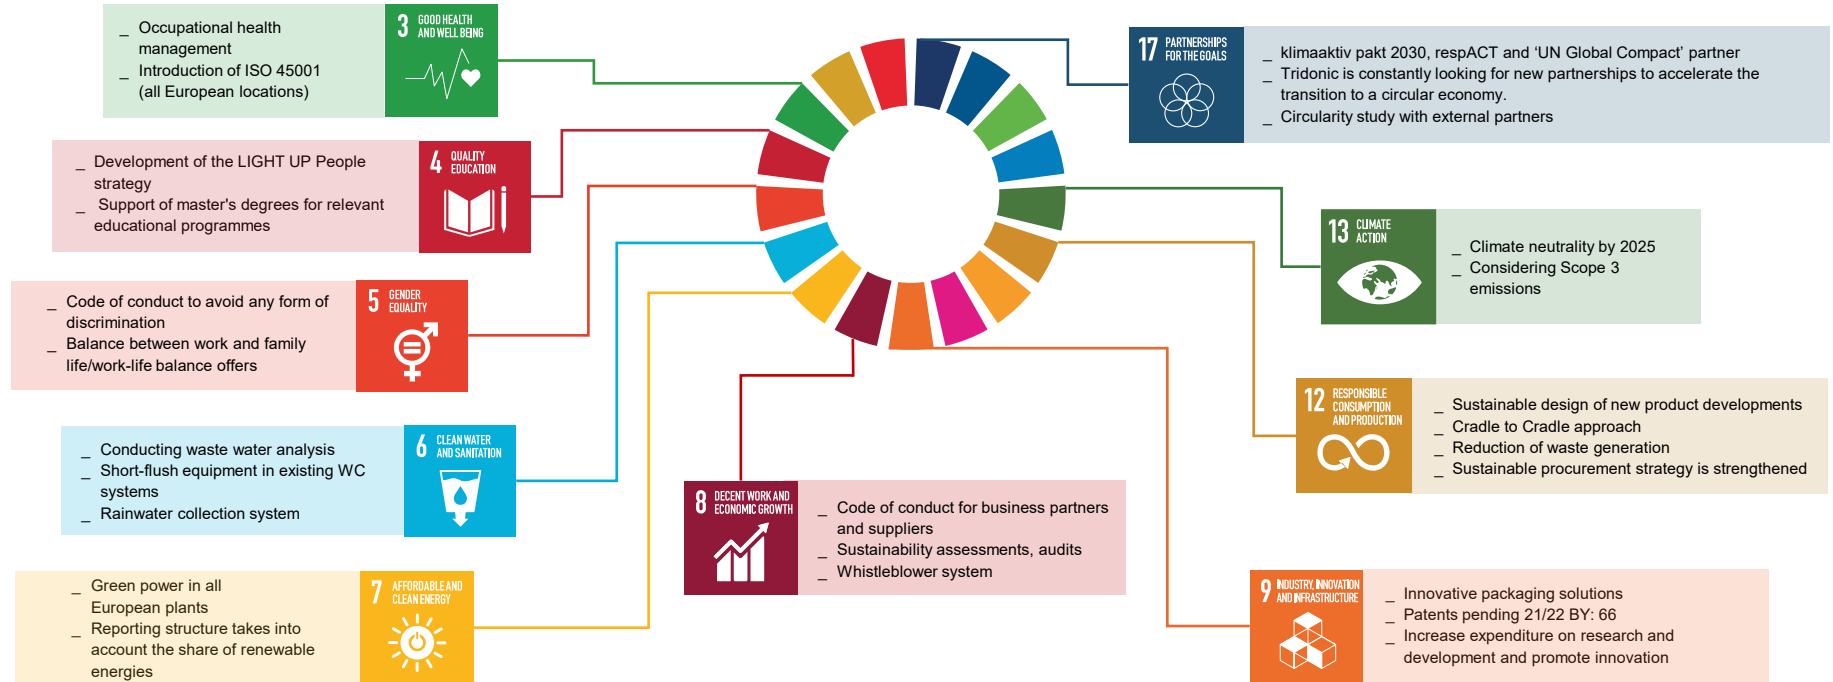 _ Occupational health
management
_ Introduction of ISO 45001
(all European locations)
3 GOOD HEALTH
AND WELL BEING
_ Development of the LIGHT UP People
strategy
_ Support of master's degrees for relevant
educational programmes
4 QUALITY
EDUCATION
_ Code of conduct to avoid any form of
discrimination
_ Balance between work and family
life/work-life balance offers
5 GENDER
EQUALITY
_ Conducting waste water analysis
_ Short-flush equipment in existing WC
systems
_ Rainwater collection system
6 CLEAN WATER
AND SANITATION
_ Green power in all
European plants
_ Reporting structure takes into
account the share of renewable
energies
7 AFFORDABLE AND
CLEAN ENERGY
8 DECENT WORK AND
ECONOMIC GROWTH
_ Code of conduct for business partners
and suppliers
_ Sustainability assessments, audits
_ Whistleblower system
17 PARTNERSHIPS
FOR THE GOALS
_ klimaaktiv pakt 2030, respACT and ‘UN Global Compact’ partner
_ Tridonic is constantly looking for new partnerships to accelerate the
transition to a circular economy.
_ Circularity study with external partners
13 CLIMATE
ACTION
_ Climate neutrality by 2025
_ Considering Scope 3
emissions
12 RESPONSIBLE
CONSUMPTION
AND PRODUCTION
_ Sustainable design of new product developments
_ Cradle to Cradle approach
_ Reduction of waste generation
_ Sustainable procurement strategy is strengthened
9 INDUSTRY, INNOVATION
AND INFRASTRUCTURE
_ Innovative packaging solutions
_ Patents pending 21/22 BY: 66
_ Increase expenditure on research and
development and promote innovation